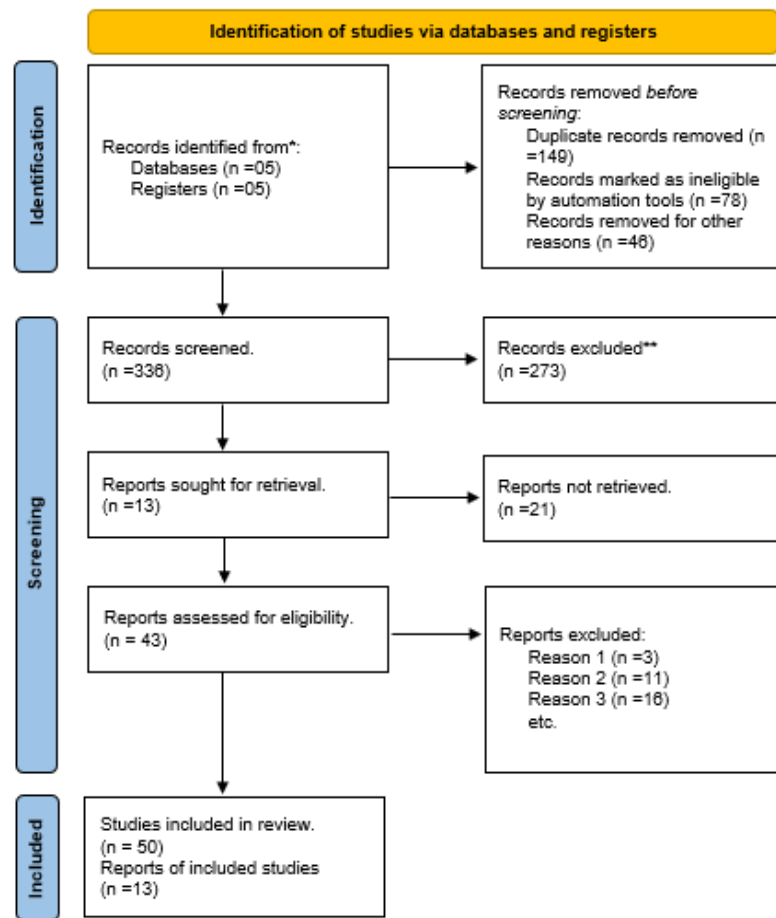 Identification of studies via databases and registers
Identification
Records identified from*:
Databases (n =05)
Registers (n =05)
Records removed before
screening:
Duplicate records removed (n
=149)
Records marked as ineligible
by automation tools (n =78)
Records removed for other
reasons (n =46)
Screening
Records screened.
(n =336)
Records excluded**
(n =273)
Reports sought for retrieval.
(n =13)
Reports not retrieved.
(n =21)
Reports assessed for eligibility.
(n = 43)
Reports excluded:
Reason 1 (n =3)
Reason 2 (n =11)
Reason 3 (n =16)
etc.
Included
Studies included in review.
(n = 50)
Reports of included studies
(n =13)